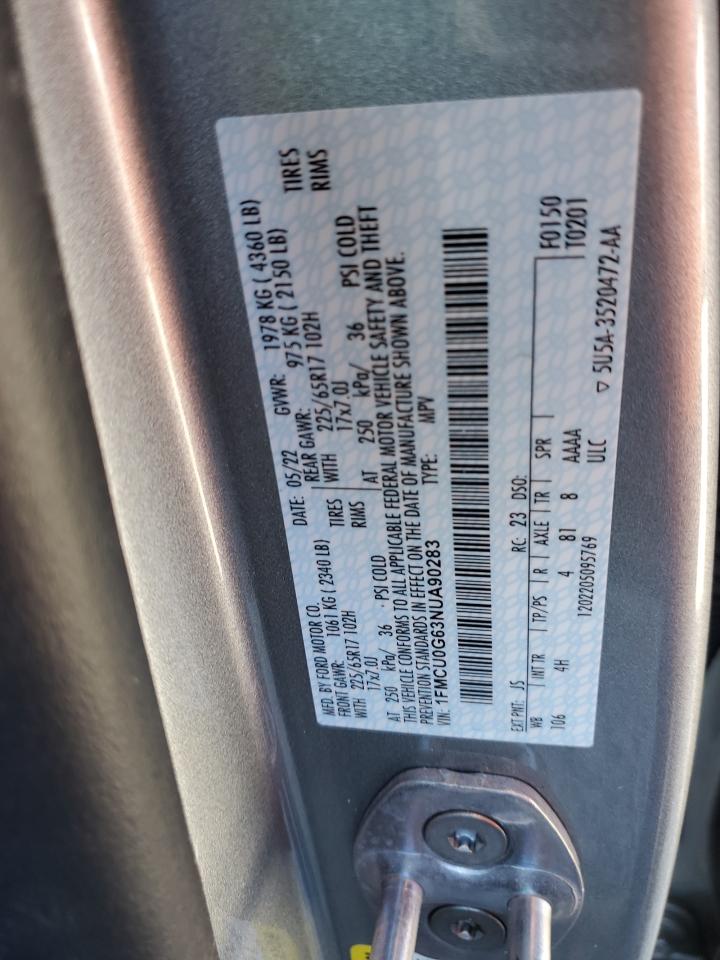 MFD. BY FORD MOTOR CO.
DATE: 05/22 GVWR: 1978 KG ( 4360 LB)
FRONT GAWR: 1061 KG ( 2340 LB) REAR GAWR: 975 KG ( 2150 LB)
WITH 225/65R17 102H TIRES WITH 225/65R17 102H TIRES
17x7.0J RIMS 17x7.0J RIMS
AT 250 kPa/ 36 PSI COLD AT 250 kPa/ 36 PSI COLD
THIS VEHICLE CONFORMS TO ALL APPLICABLE FEDERAL MOTOR VEHICLE SAFETY AND THEFT
PREVENTION STANDARDS IN EFFECT ON THE DATE OF MANUFACTURE SHOWN ABOVE.
VIN: 1FMCU0G63NUA90283 TYPE: MPV
EXT PNT: JS RC: 23 DSO: F0150
WB INT TR TP/PS R AXLE TR SPR T0201
106 4H 4 81 8 AAAA
1202205095769 ULC ▽ 5U5A-3520472-AA